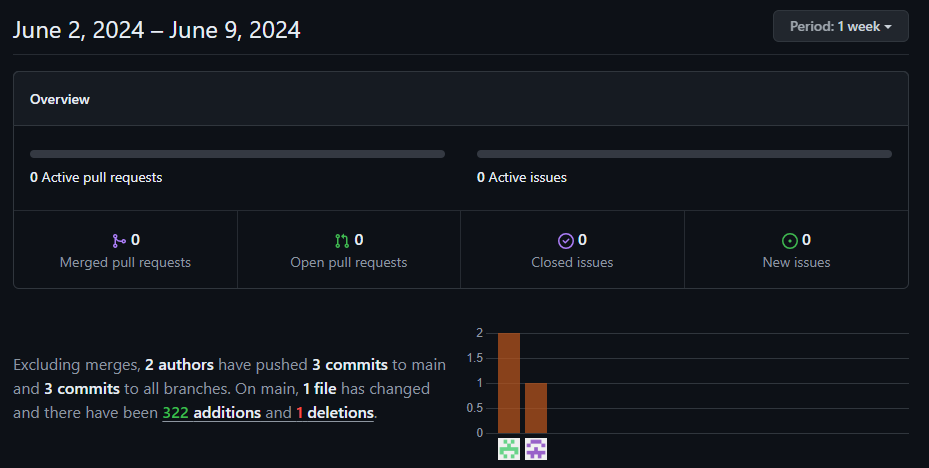 June 2, 2024 – June 9, 2024
Period: 1 week
Overview
0 Active pull requests
0 Active issues
0
Merged pull requests
0
Open pull requests
0
Closed issues
0
New issues
Excluding merges, 2 authors have pushed 3 commits to main
and 3 commits to all branches. On main, 1 file has changed
and there have been 322 additions and 1 deletions.
2
1.5
1
0.5
0